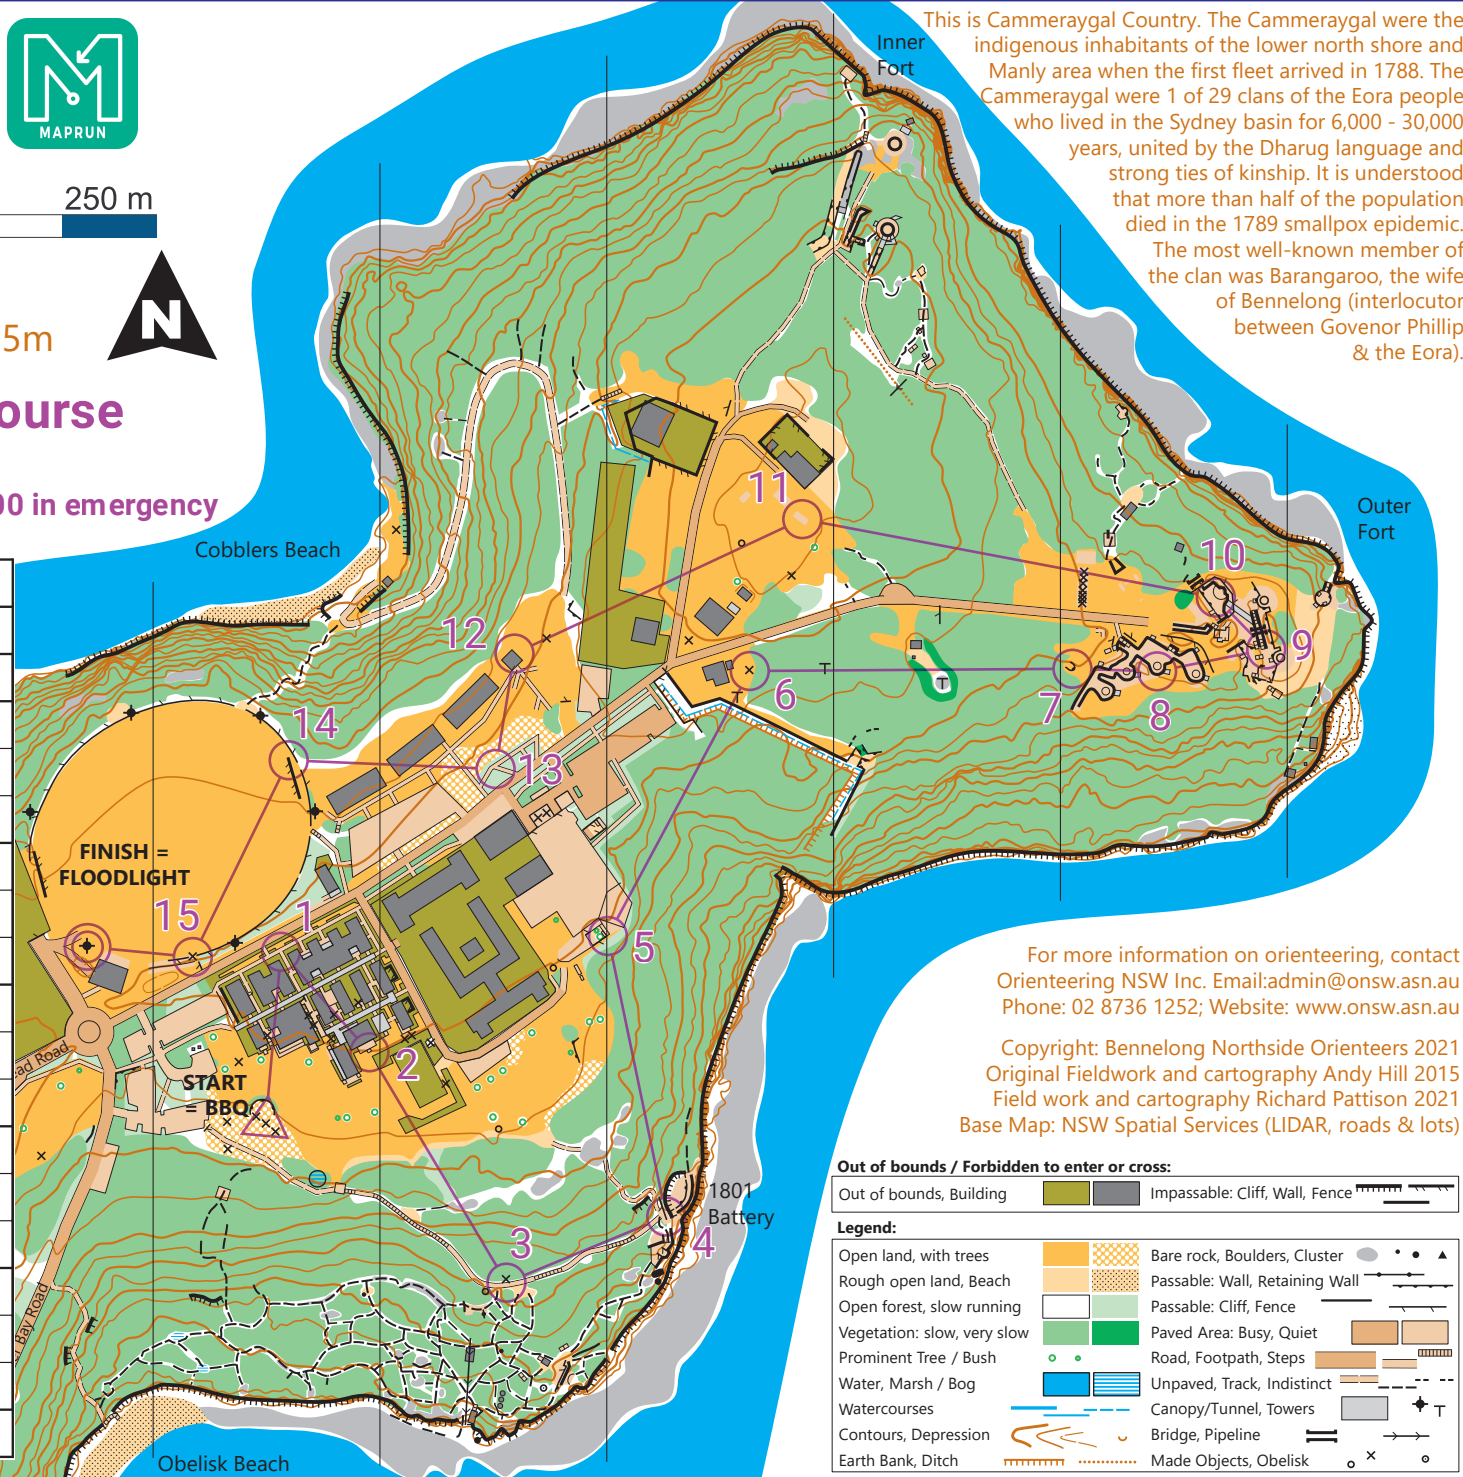 MAPRUN
250 m
5m
ourse
00 in emergency
This is Cammeraygal Country. The Cammeraygal were the
indigenous inhabitants of the lower north shore and
Manly area when the first fleet arrived in 1788. The
Cammeraygal were 1 of 29 clans of the Eora people
who lived in the Sydney basin for 6,000 - 30,000
years, united by the Dharug language and
strong ties of kinship. It is understood
that more than half of the population
died in the 1789 smallpox epidemic.
The most well-known member of
the clan was Barangaroo, the wife
of Bennelong (interlocutor
between Govenor Phillip
& the Eora).
N
Inner
Fort
Outer
Fort
Cobblers Beach
11
10
12
9
6
7
8
14
13
FINISH =
FLOODLIGHT
15
1
5
2
START
= BBQ
ead Road
3
4
1801
Battery
Bay Road
Obelisk Beach
For more information on orienteering, contact
Orienteering NSW Inc. Email:admin@onsw.asn.au
Phone: 02 8736 1252; Website: www.onsw.asn.au
Copyright: Bennelong Northside Orienteers 2021
Original Fieldwork and cartography Andy Hill 2015
Field work and cartography Richard Pattison 2021
Base Map: NSW Spatial Services (LIDAR, roads & lots)
Out of bounds / Forbidden to enter or cross:
Out of bounds, Building
Impassable: Cliff, Wall, Fence
Legend:
Open land, with trees
Bare rock, Boulders, Cluster
Rough open land, Beach
Passable: Wall, Retaining Wall
Open forest, slow running
Passable: Cliff, Fence
Vegetation: slow, very slow
Paved Area: Busy, Quiet
Prominent Tree / Bush
Road, Footpath, Steps
Water, Marsh / Bog
Unpaved, Track, Indistinct
Watercourses
Canopy/Tunnel, Towers
Contours, Depression
Bridge, Pipeline
Earth Bank, Ditch
Made Objects, Obelisk